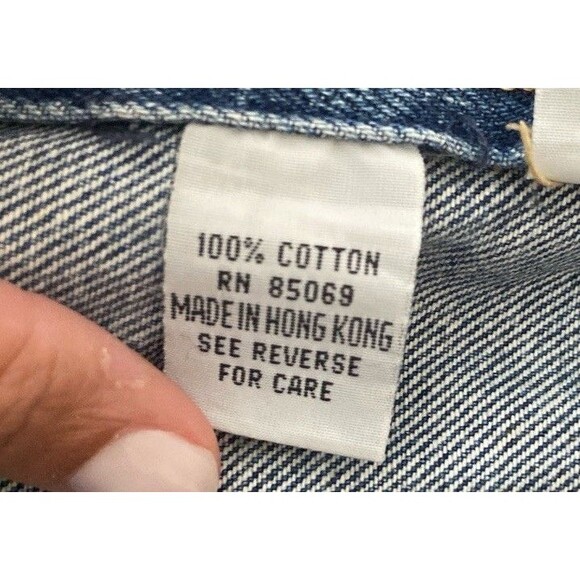 100% COTTON
RN 85069
MADE IN HONG KONG
SEE REVERSE
FOR CARE